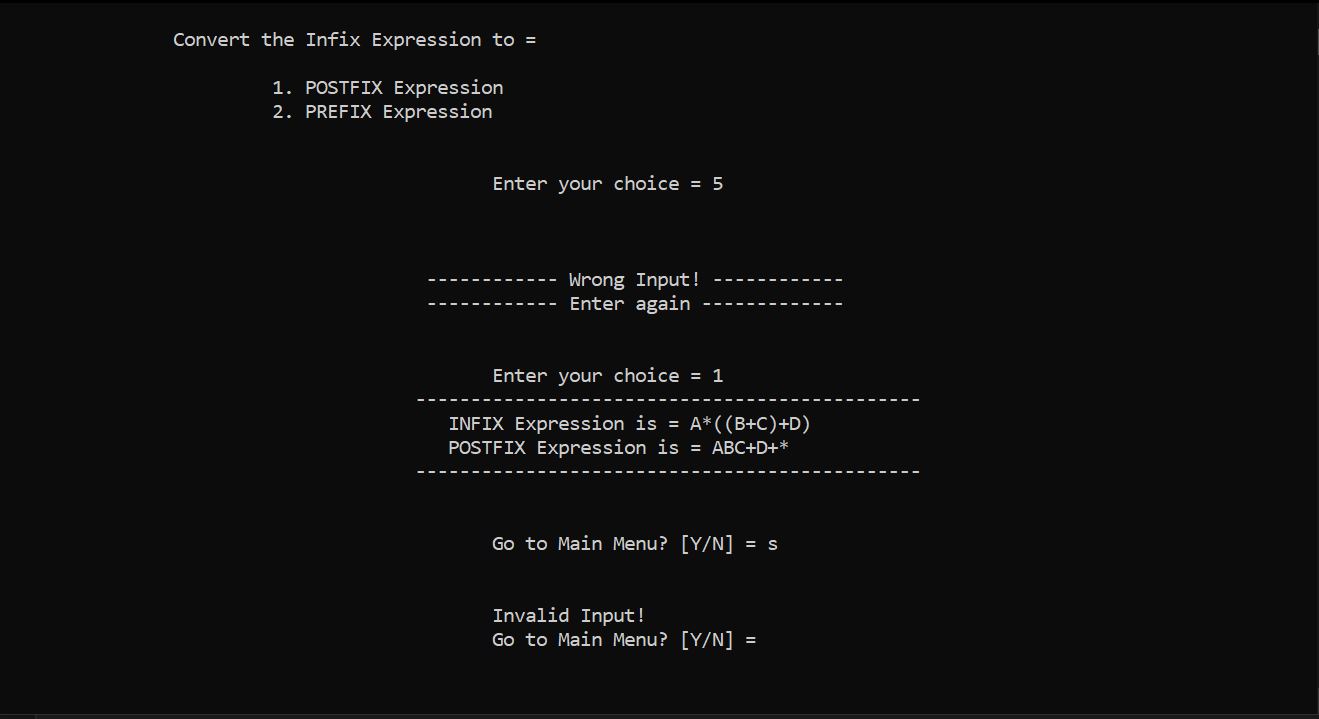 Convert the Infix Expression to =
1. POSTFIX Expression
2. PREFIX Expression
Enter your choice = 5
------------ Wrong Input! ------------
------------ Enter again -------------
Enter your choice = 1
----------------------------------------------
INFIX Expression is = A*((B+C)+D)
POSTFIX Expression is = ABC+D+*
----------------------------------------------
Go to Main Menu? [Y/N] = s
Invalid Input!
Go to Main Menu? [Y/N] =